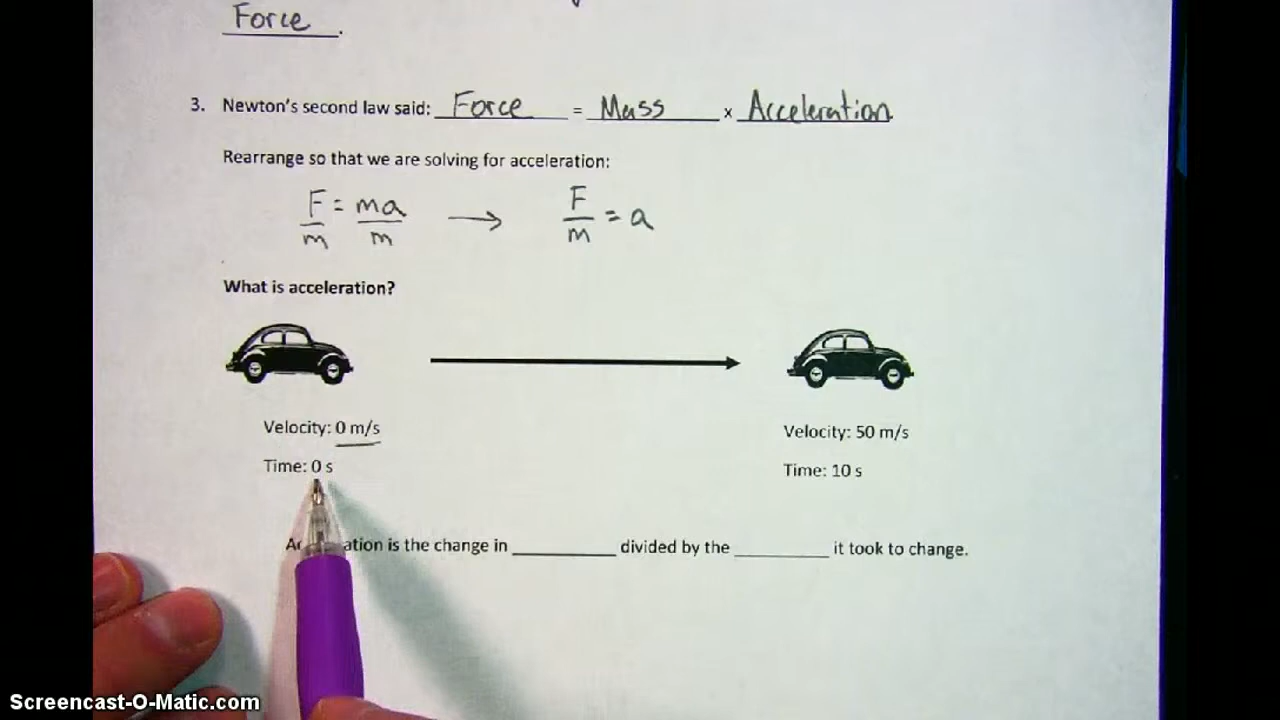 Force.
3. Newton's second law said: Force = Mass x Acceleration
Rearrange so that we are solving for acceleration:
F = ma → F = a
m m m
What is acceleration?
Velocity: 0 m/s Velocity: 50 m/s
Time: 0 s Time: 10 s
ation is the change in __________ divided by the __________ it took to change.
Screencast-O-Matic.com